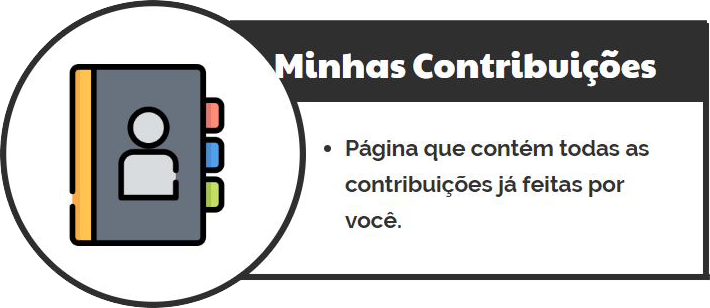 Minhas Contribuições
• Página que contém todas as
contribuições já feitas por
você.